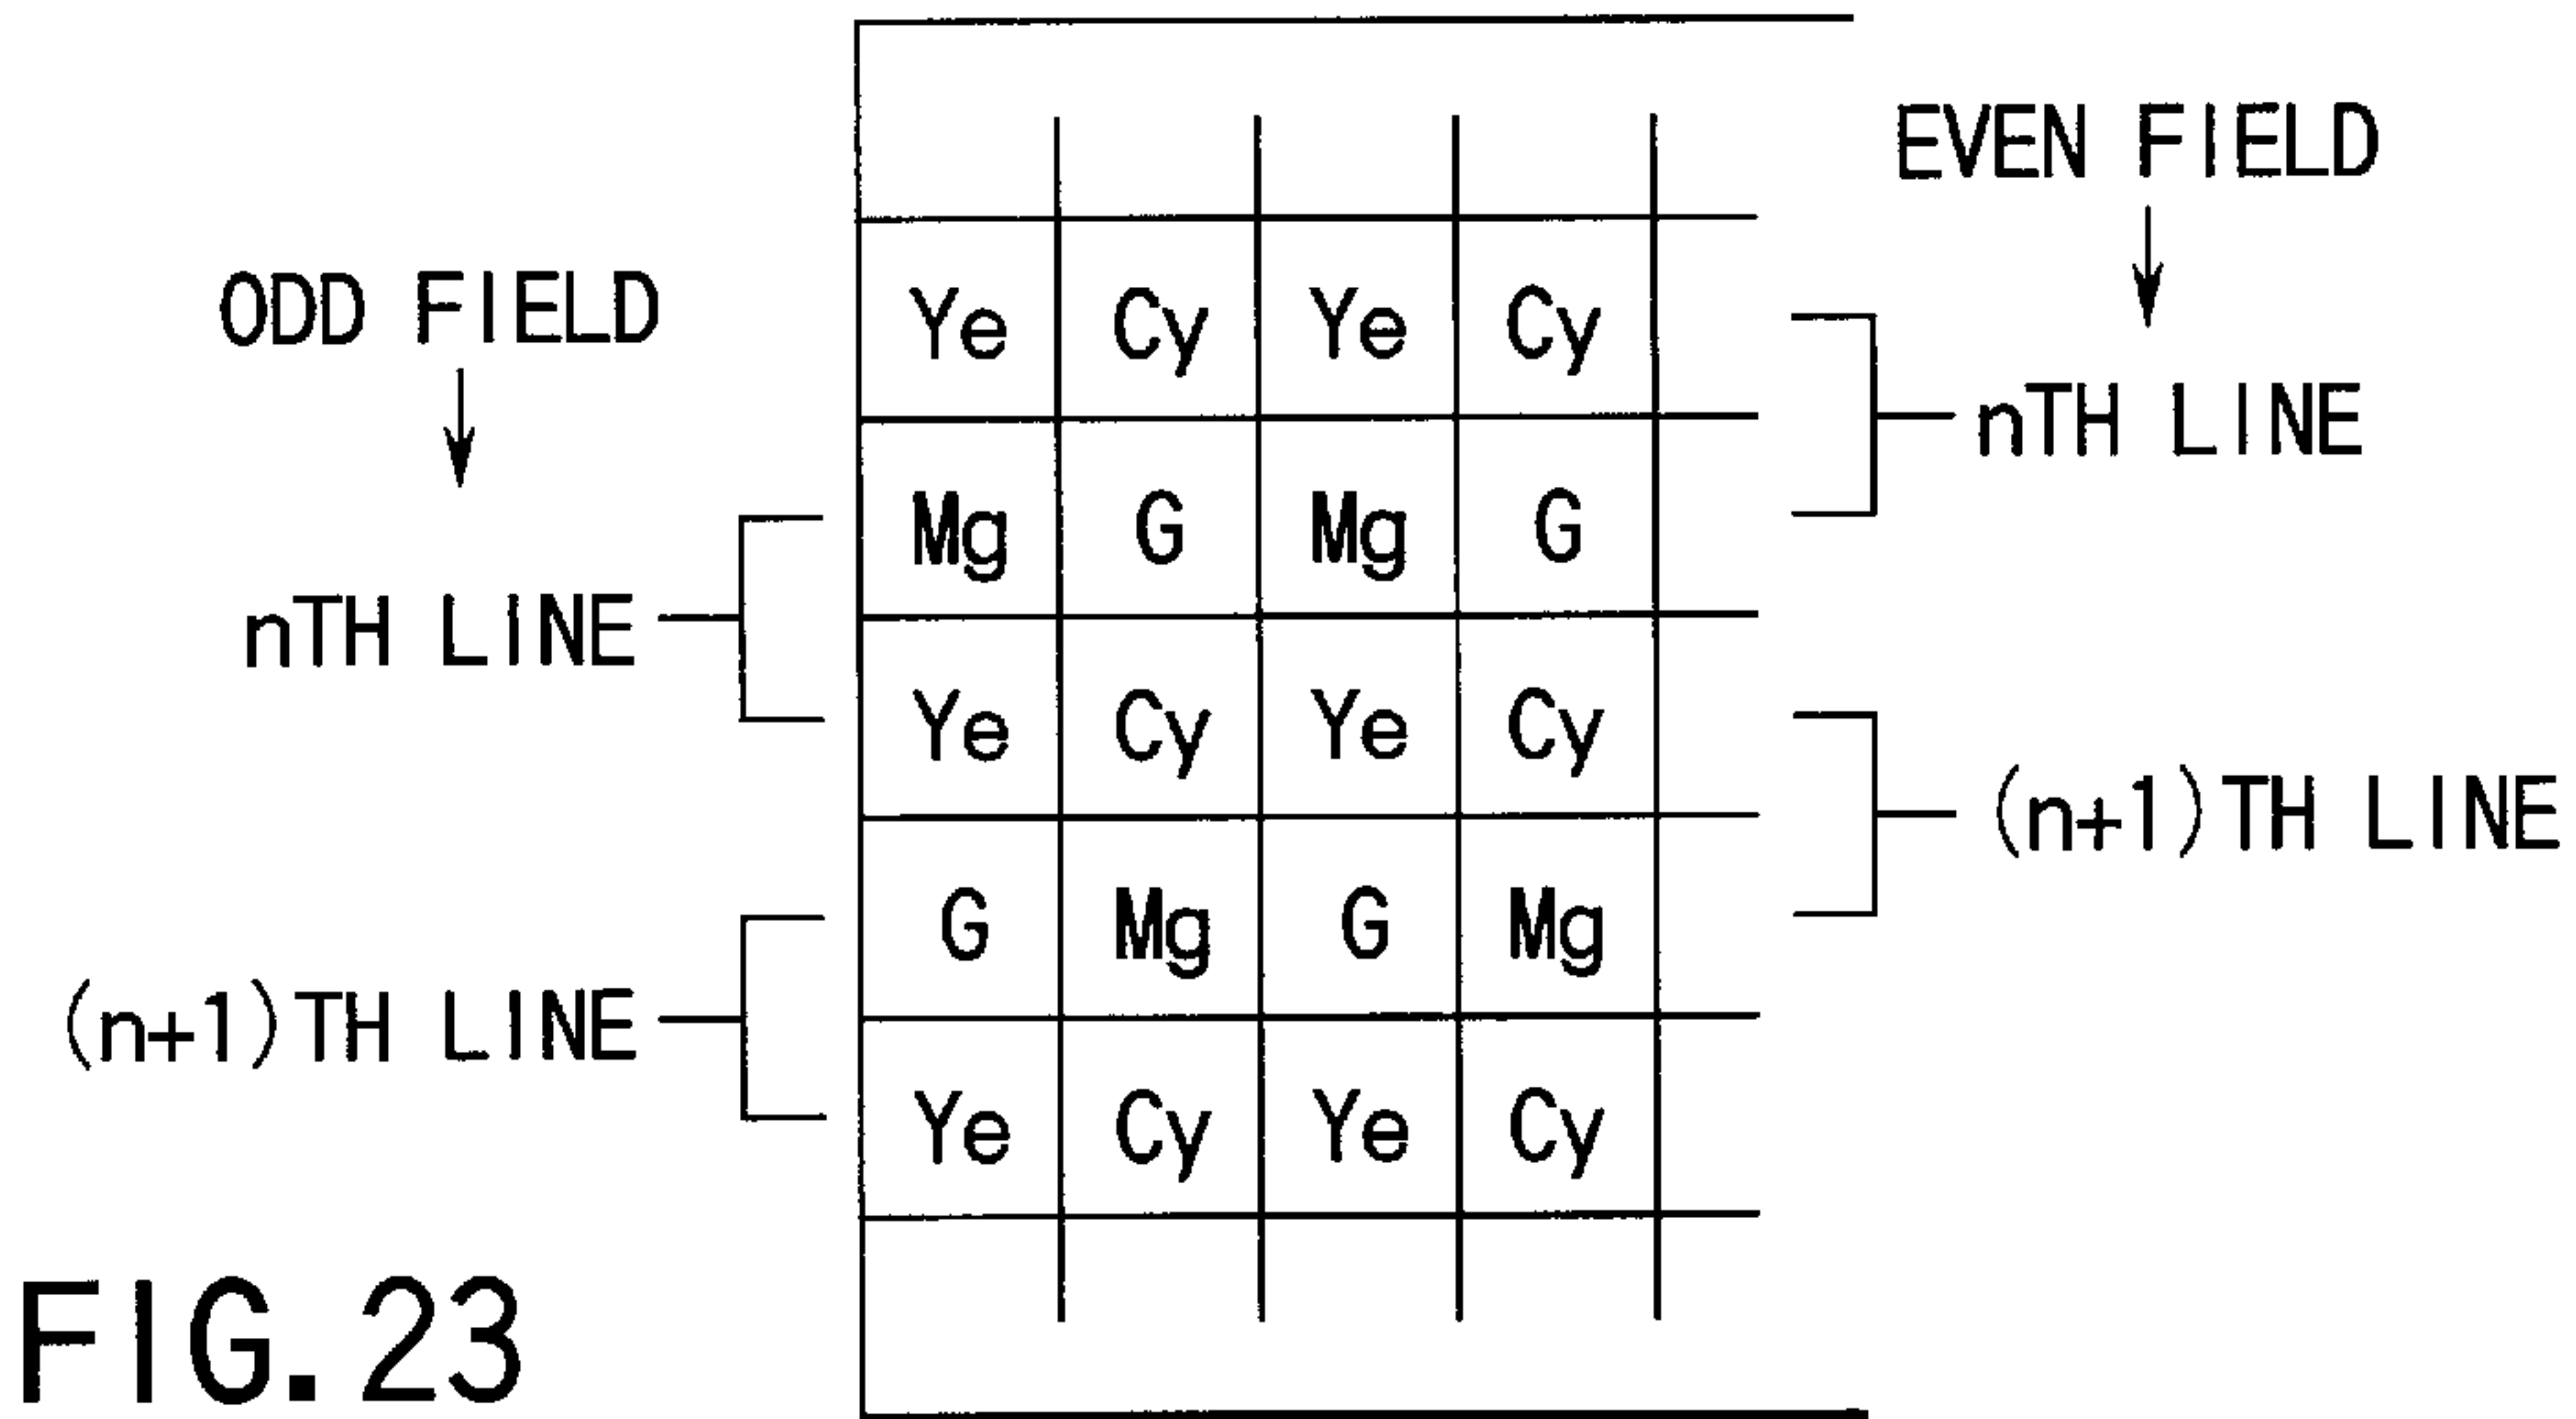 EVEN FIELD
ODD FIELD
Ye Cy Ye Cy
nTH LINE
Mg G Mg G
nTH LINE
Ye Cy Ye Cy
(n+1)TH LINE
G Mg G Mg
(n+1)TH LINE
Ye Cy Ye Cy
FIG. 23